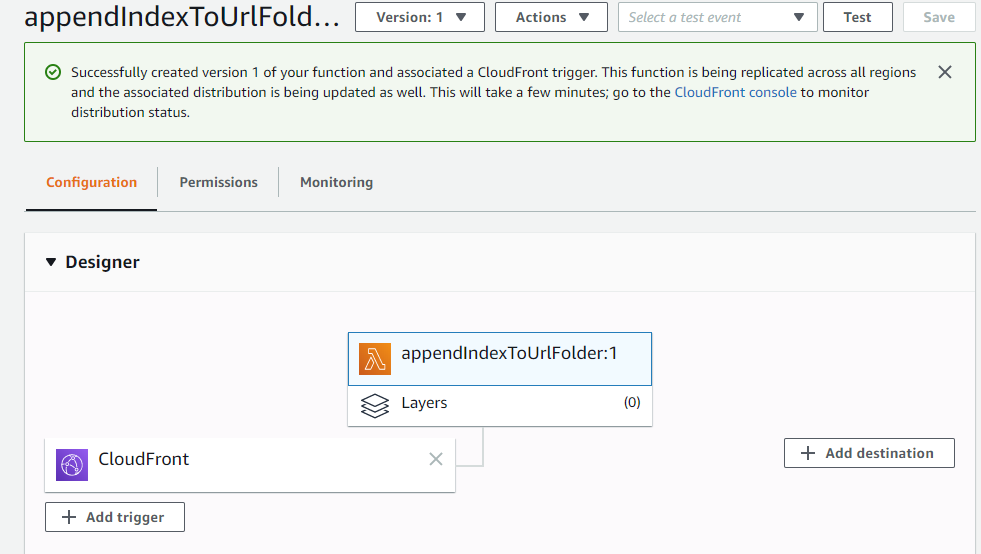 appendIndexToUrlFold...
Version: 1
Actions
Select a test event
Test
Save
Successfully created version 1 of your function and associated a CloudFront trigger. This function is being replicated across all regions
and the associated distribution is being updated as well. This will take a few minutes; go to the CloudFront console to monitor
distribution status.
Configuration
Permissions
Monitoring
Designer
appendIndexToUrlFolder:1
Layers
(0)
CloudFront
Add destination
Add trigger